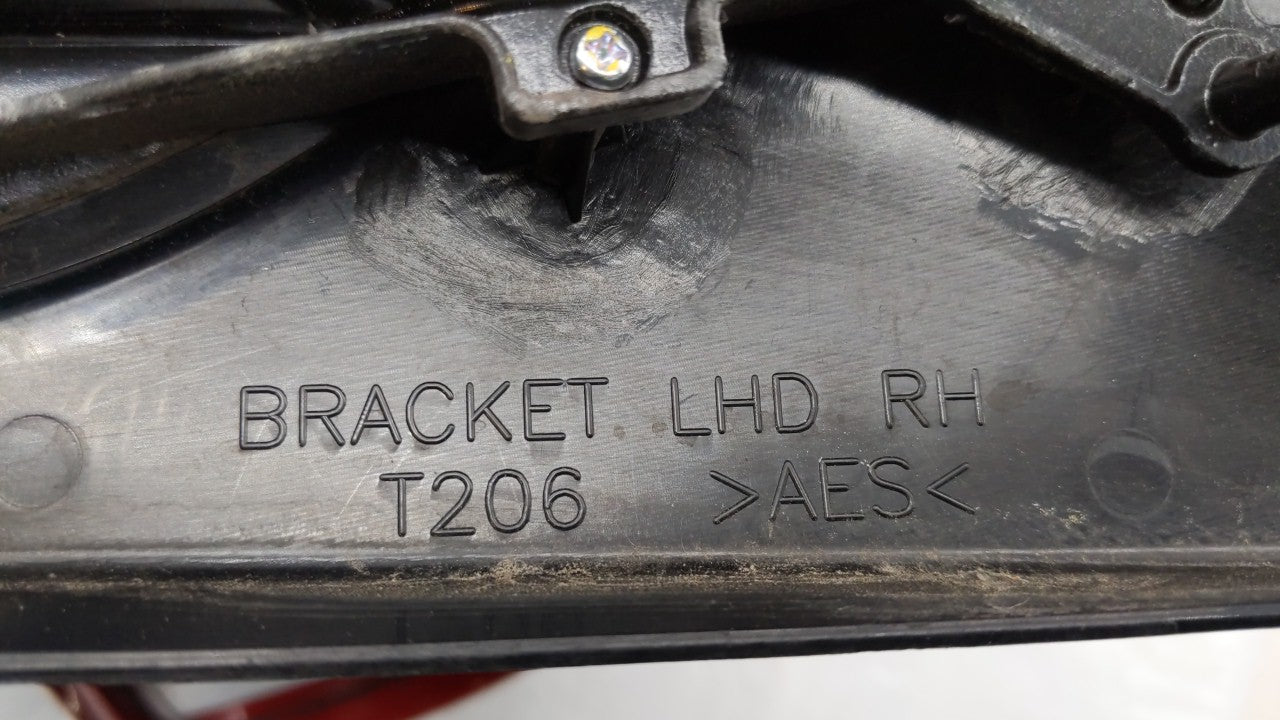 BRACKET LHD RH
T206 >AES<